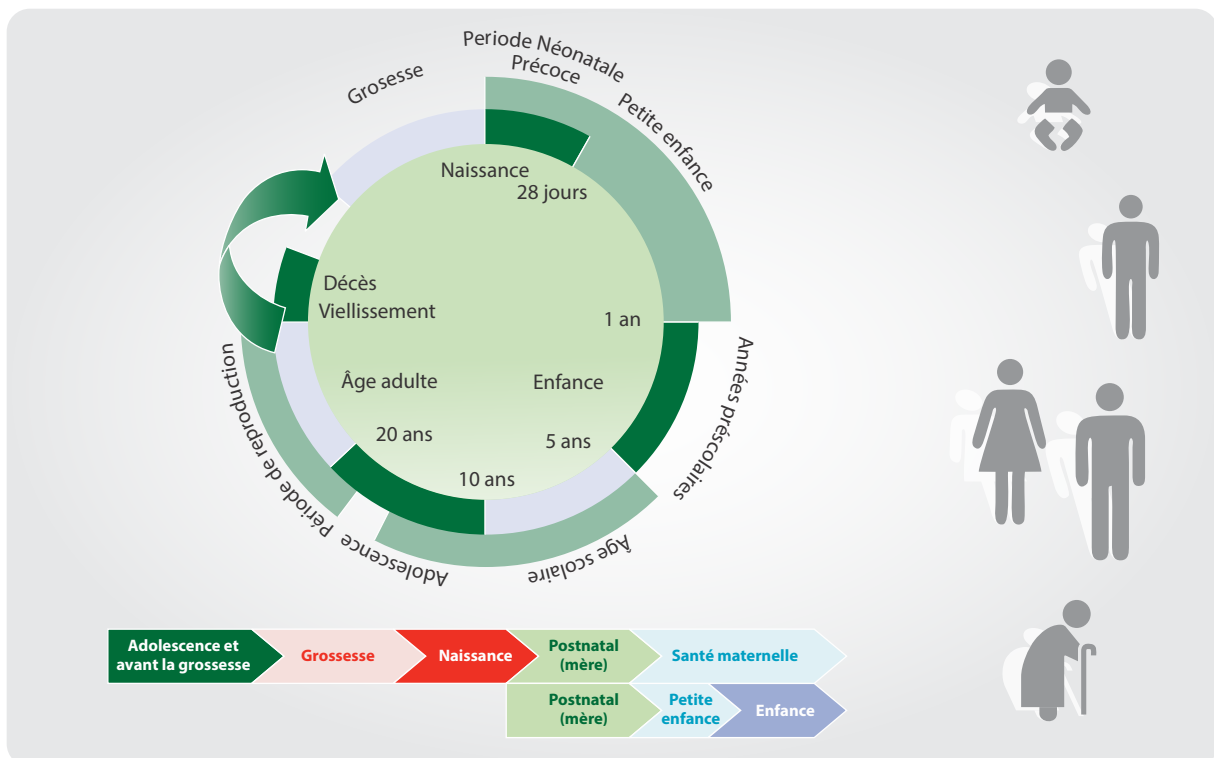 Periode Néonatale
Précoce
Grosesse
Petite enfance
Naissance
28 jours
Décès
Viellissement
1 an
Années préscolaires
Âge adulte
Enfance
20 ans
5 ans
10 ans
Période de reproduction
Adolescence
Âge scolaire
Adolescence et
avant la grossesse
Grossesse
Naissance
Postnatal
(mère)
Santé maternelle
Postnatal
(mère)
Petite
enfance
Enfance